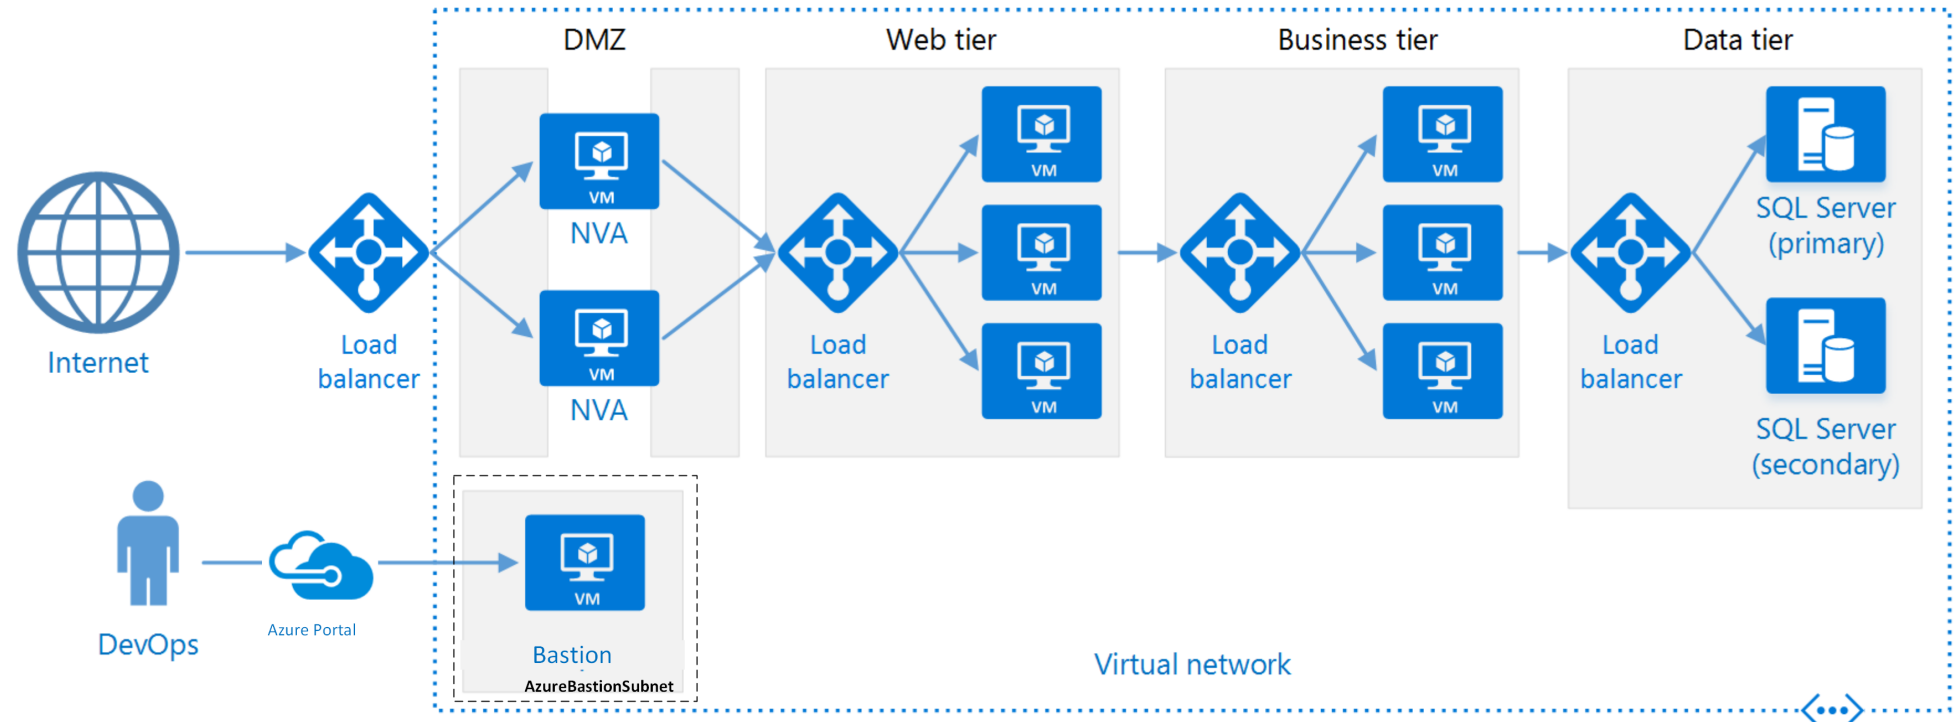 DMZ
Web tier
Business tier
Data tier
VM
NVA
VM
NVA
VM
VM
VM
VM
VM
VM
SQL Server
(primary)
SQL Server
(secondary)
Internet
Load
balancer
Load
balancer
Load
balancer
Load
balancer
DevOps
Azure Portal
VM
Bastion
AzureBastionSubnet
Virtual network